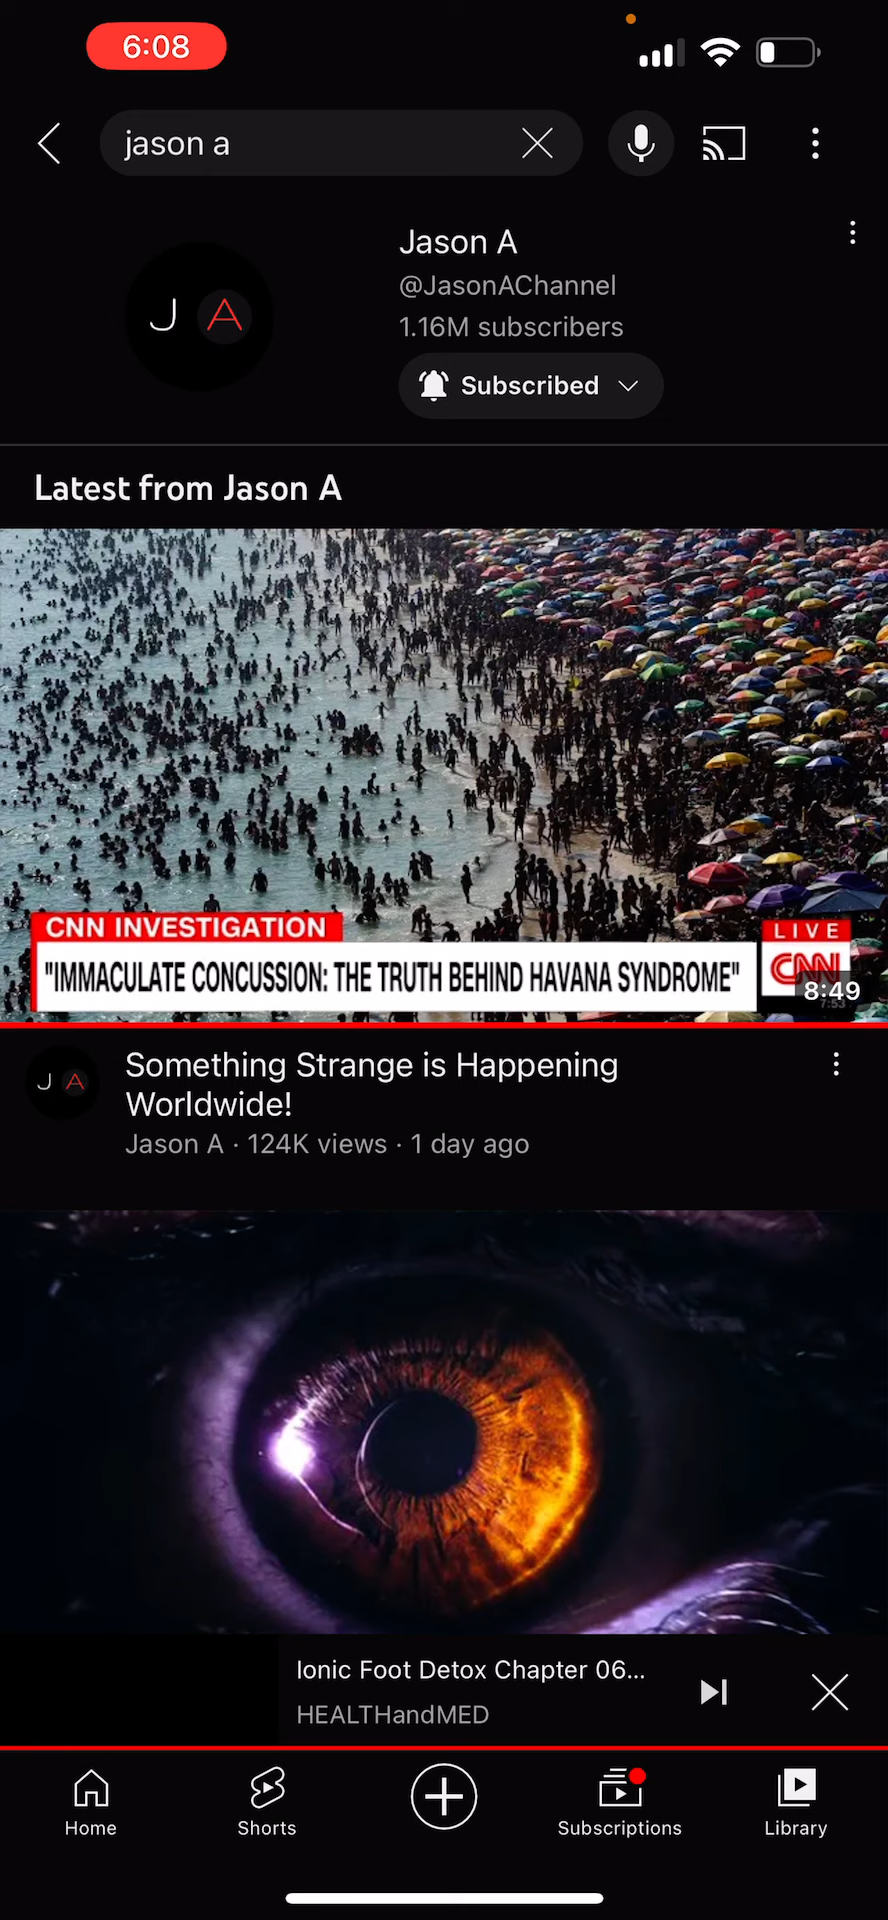 6:08
jason a
J A
Jason A
@JasonAChannel
1.16M subscribers
Subscribed
Latest from Jason A
CNN INVESTIGATION
"IMMACULATE CONCUSSION: THE TRUTH BEHIND HAVANA SYNDROME"
LIVE
CNN
8:49
7:53
J A
Something Strange is Happening
Worldwide!
Jason A · 124K views · 1 day ago
Ionic Foot Detox Chapter 06...
HEALTHandMED
Home
Shorts
Subscriptions
Library